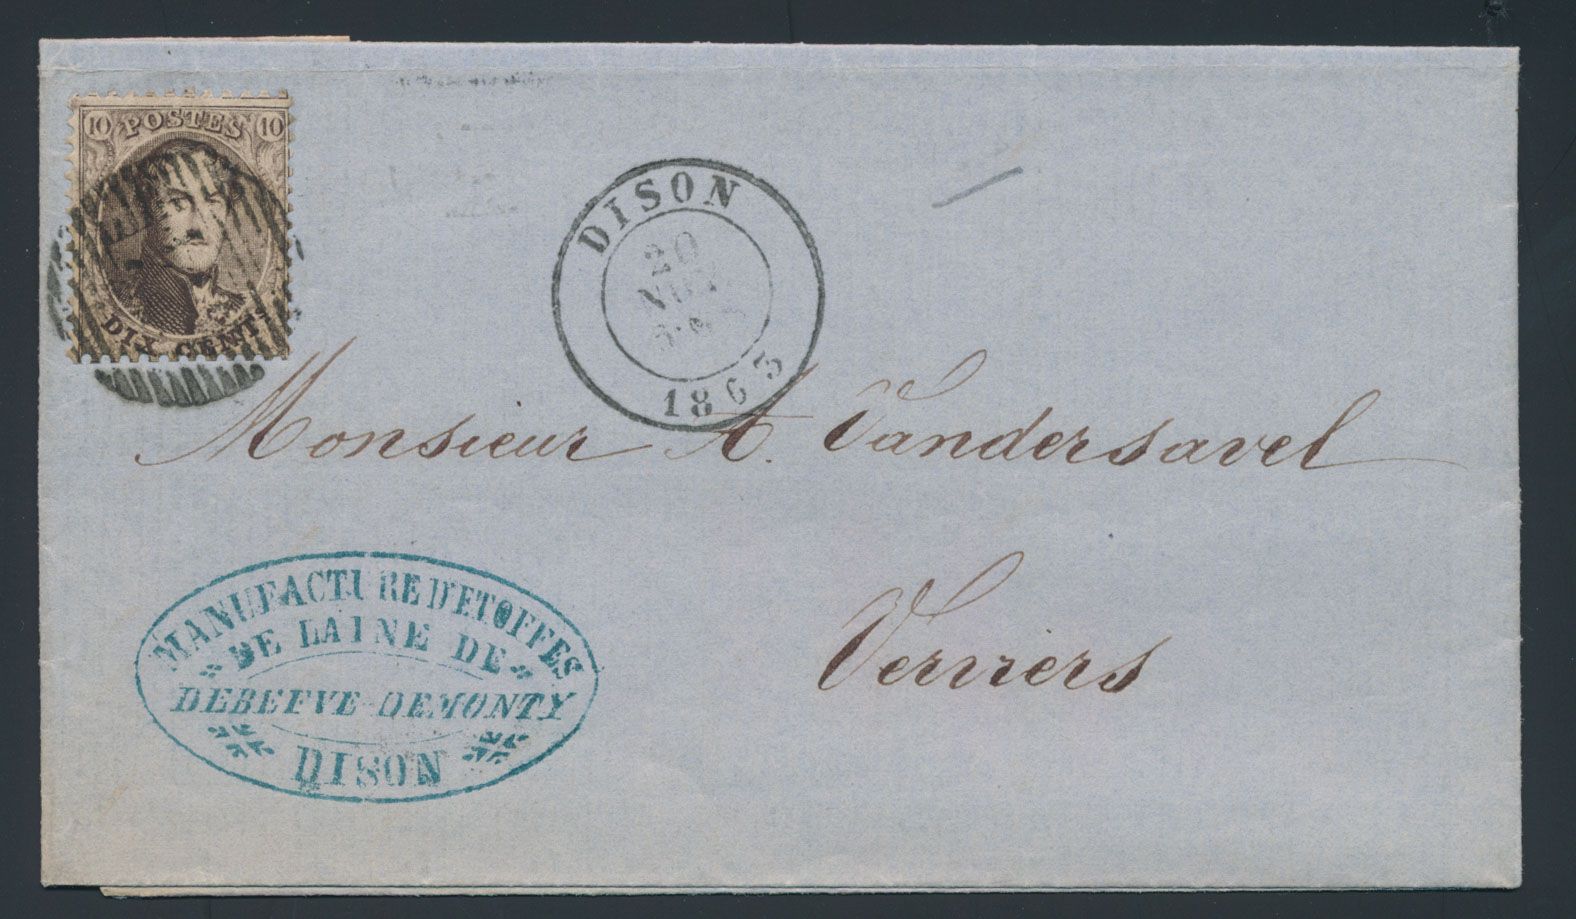 10 POSTES 10
DIX CENTS
DISON
20
NOV
1863
Monsieur A. Vandersavel
Verviers
MANUFACTURE D'ETOFFES
DE LAINE DE
DEBEFVE-DEMONTY
DISON